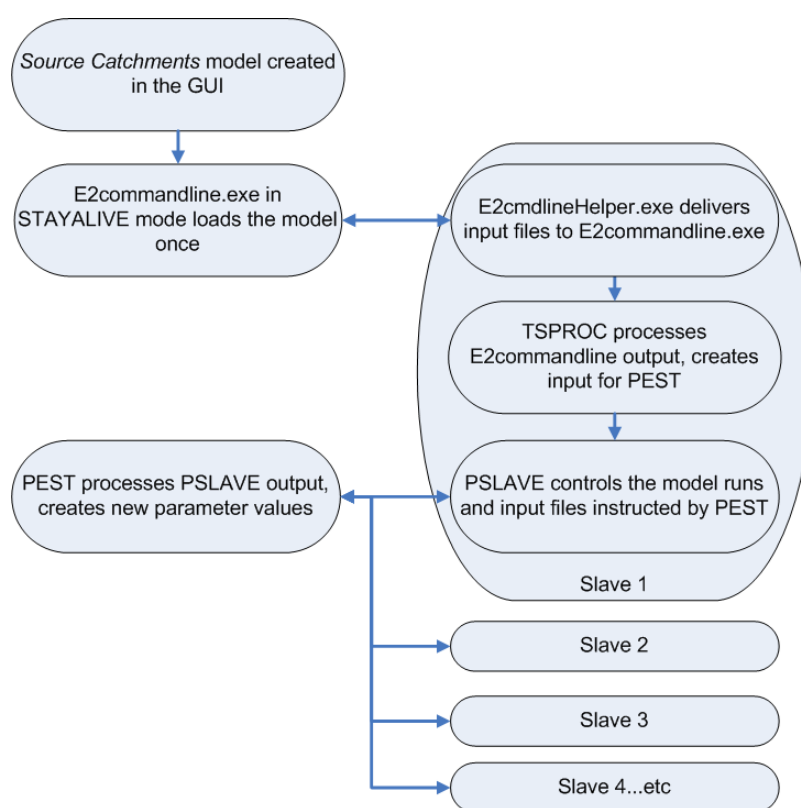 Source Catchments model created
in the GUI
E2commandline.exe in
STAYALIVE mode loads the model
once
E2cmdlineHelper.exe delivers
input files to E2commandline.exe
TSPROC processes
E2commandline output, creates
input for PEST
PEST processes PSLAVE output,
creates new parameter values
PSLAVE controls the model runs
and input files instructed by PEST
Slave 1
Slave 2
Slave 3
Slave 4...etc